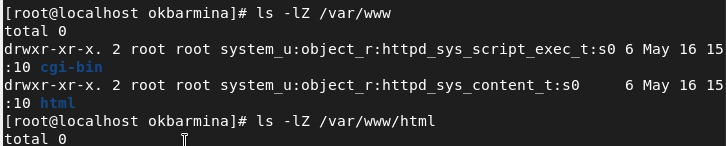 [root@localhost okbarmina]# ls -lZ /var/www
total 0
drwxr-xr-x. 2 root root system_u:object_r:httpd_sys_script_exec_t:s0 6 May 16 15
:10 cgi-bin
drwxr-xr-x. 2 root root system_u:object_r:httpd_sys_content_t:s0     6 May 16 15
:10 html
[root@localhost okbarmina]# ls -lZ /var/www/html
total 0